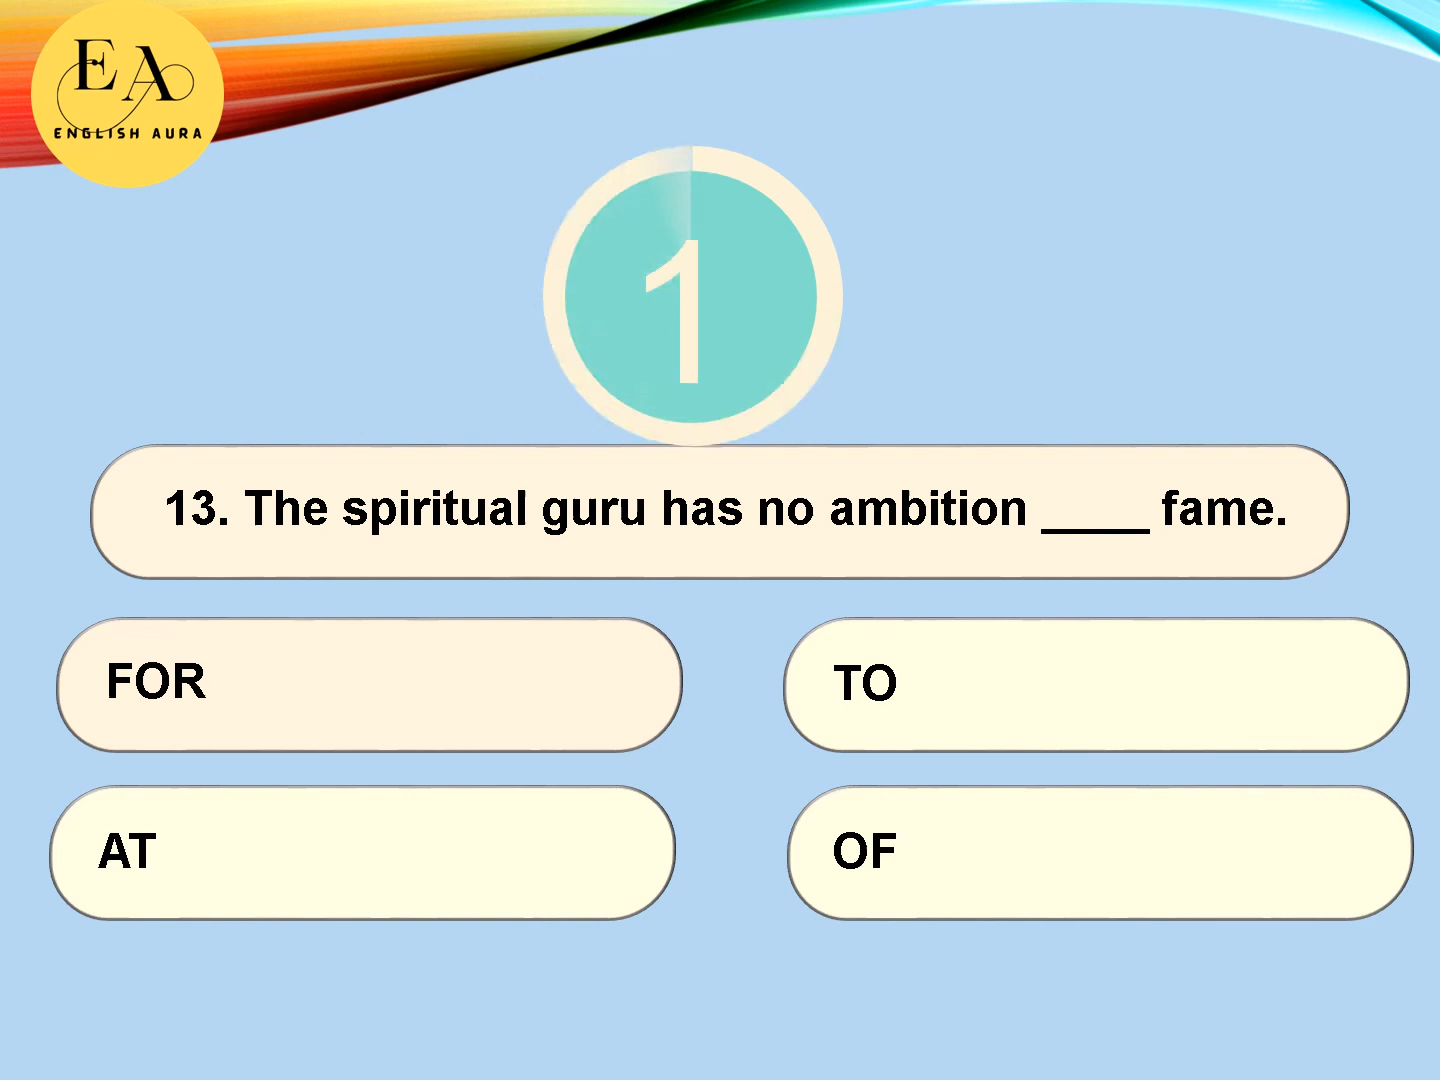 EA
ENGLISH AURA
1
13. The spiritual guru has no ambition ____ fame.
FOR
TO
AT
OF